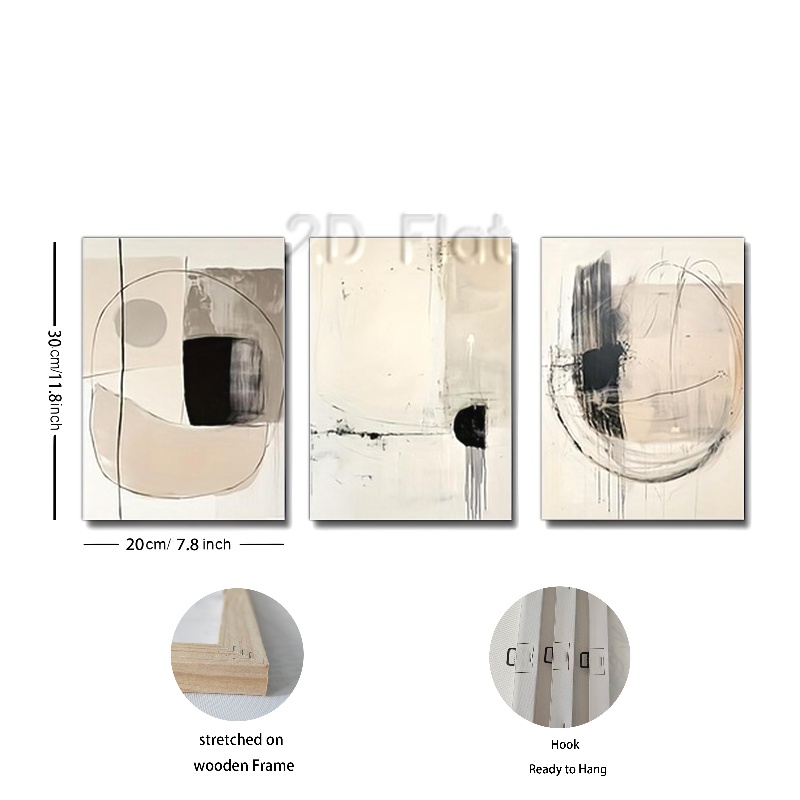 2D Flat
30cm/11.8inch
20cm/ 7.8 inch
stretched on
wooden Frame
Hook
Ready to Hang